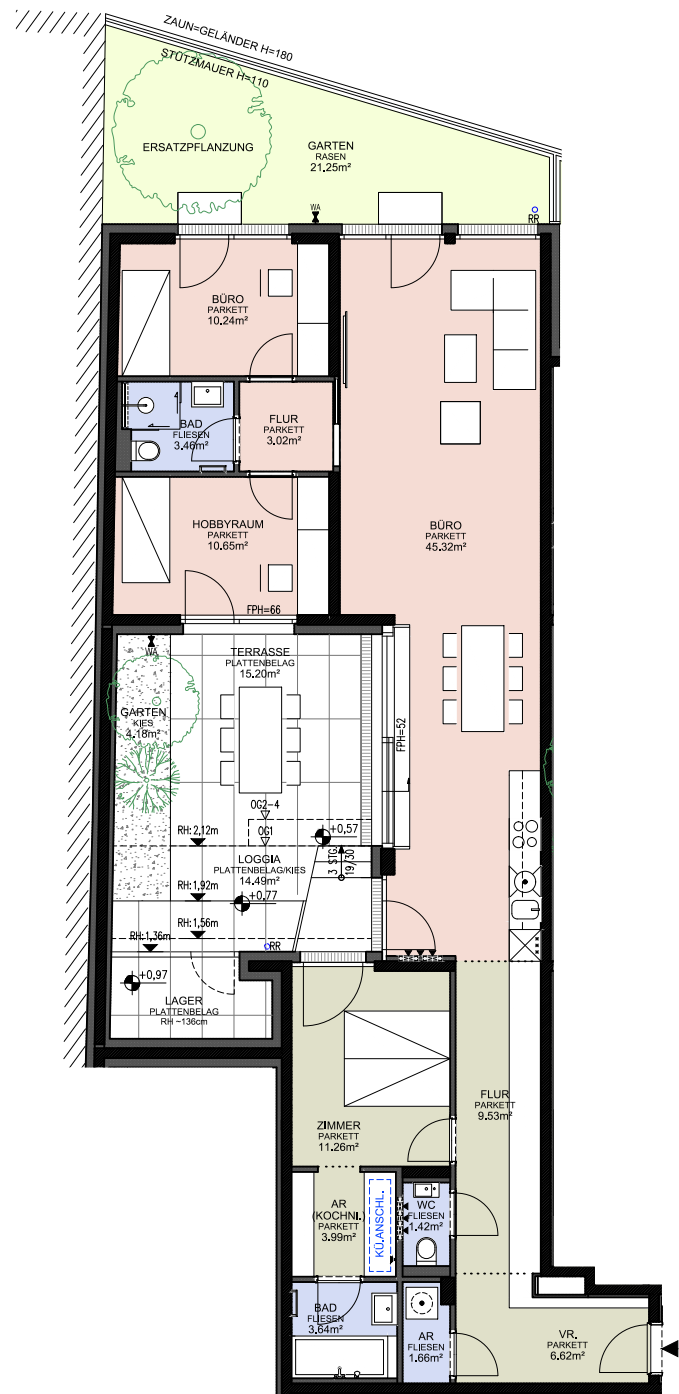 ZAUN=GELÄNDER H=180
STÜTZMAUER H=110
ERSATZPFLANZUNG
GARTEN
RASEN
21.25m²
WA
RR
BÜRO
PARKETT
10.24m²
BAD
FLIESEN
3.46m²
FLUR
PARKETT
3.02m²
HOBBYRAUM
PARKETT
10.65m²
BÜRO
PARKETT
45.32m²
FPH=66
WA
TERRASSE
PLATTENBELAG
15.20m²
GARTEN
KIES
4.18m²
FPH=52
OG2-4
OG1
+0,57
RH:2,12m
LOGGIA
PLATTENBELAG/KIES
14.49m²
3 STG.
19/30
RH:1,92m
+0.77
RH:1,56m
RH:1,36m
RR
+0,97
LAGER
PLATTENBELAG
RH ~136cm
FLUR
PARKETT
9.53m²
ZIMMER
PARKETT
11.26m²
AR
(KOCHNI.)
PARKETT
3.99m²
KÜ.ANSCHL.
WC
FLIESEN
1.42m²
BAD
FLIESEN
3.64m²
AR
FLIESEN
1.66m²
VR.
PARKETT
6.62m²